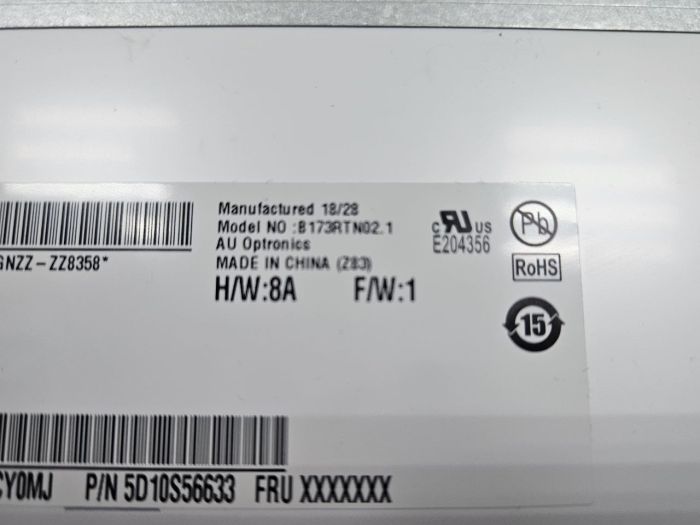 Manufactured 18/28
Model NO :B173RTN02.1
AU Optronics
MADE IN CHINA (Z83)
H/W:8A F/W:1
GNZZ-ZZ8358*
c RU US
E204356
Pb
RoHS
15
CY0MJ P/N 5D10S56633 FRU XXXXXXX